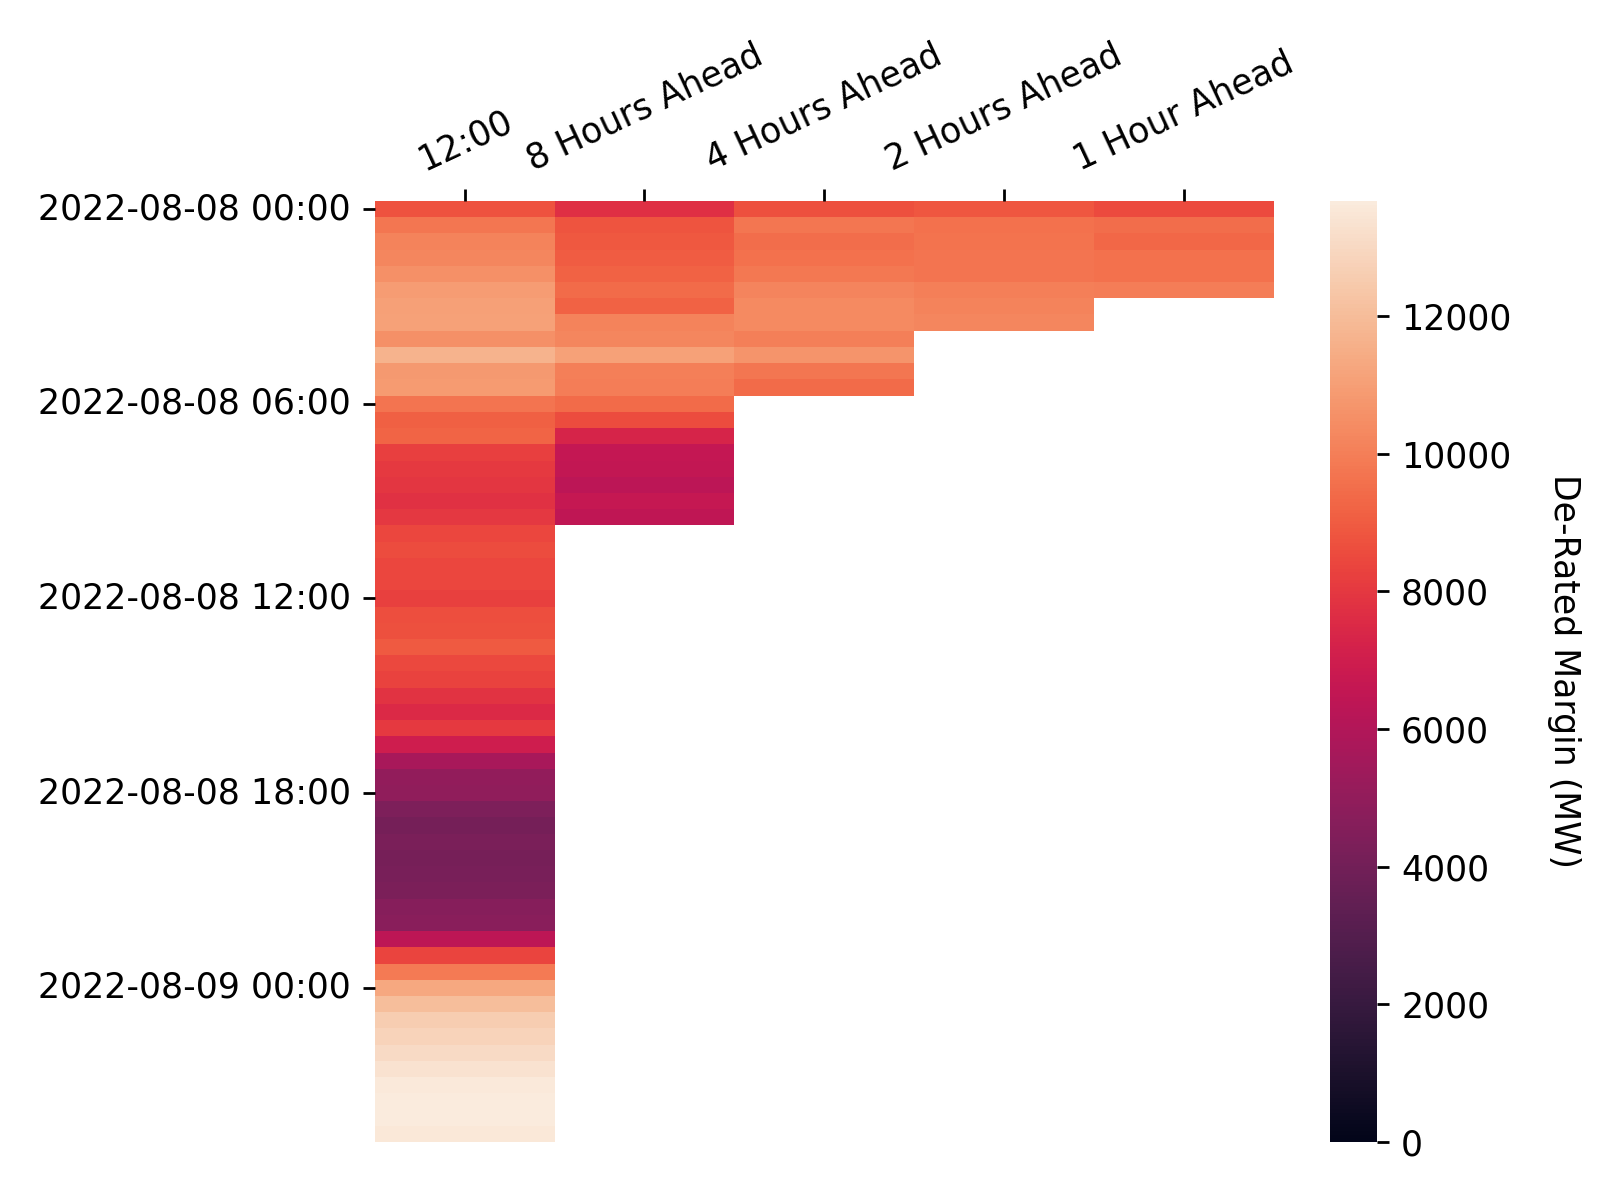 12:00
8 Hours Ahead
4 Hours Ahead
2 Hours Ahead
1 Hour Ahead
2022-08-08 00:00
2022-08-08 06:00
2022-08-08 12:00
2022-08-08 18:00
2022-08-09 00:00
12000
10000
8000
6000
4000
2000
0
De-Rated Margin (MW)